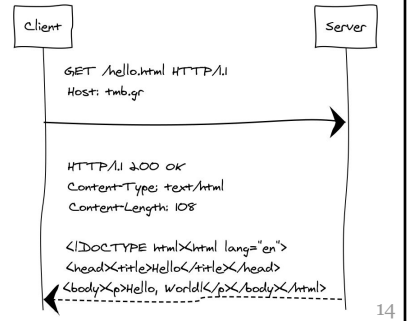 Client
Server
GET /hello.html HTTP/1.1
Host: tmb.gr
HTTP/1.1 200 OK
Content-Type: text/html
Content-Length: 108
<!DOCTYPE html><html lang="en">
<head><title>Hello</title></head>
<body><p>Hello, World!</p></body></html>
14